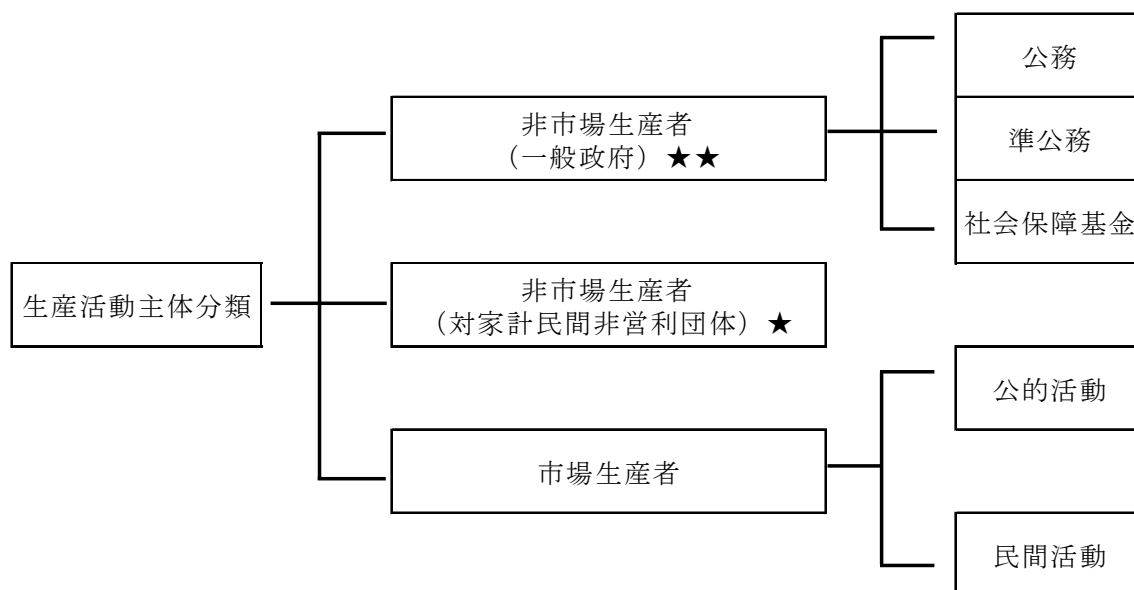 生産活動主体分類
非市場生産者
(一般政府)★★
公務
準公務
社会保障基金
非市場生産者
(対家計民間非営利団体)★
市場生産者
公的活動
民間活動